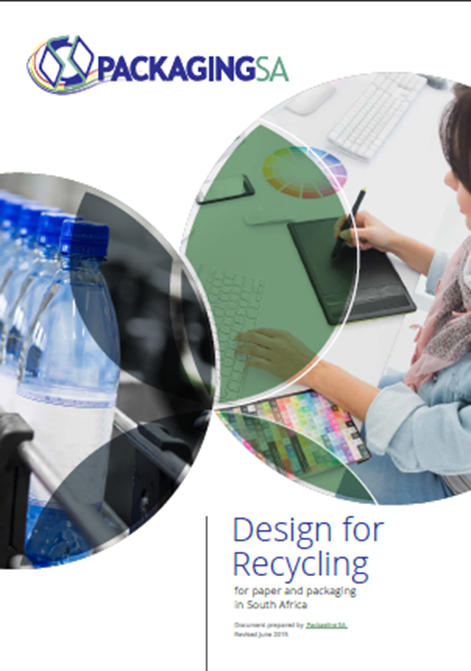 PACKAGINGSA
Design for
Recycling
for paper and packaging
in South Africa
Document prepared by Packaging SA
Revised June 2015